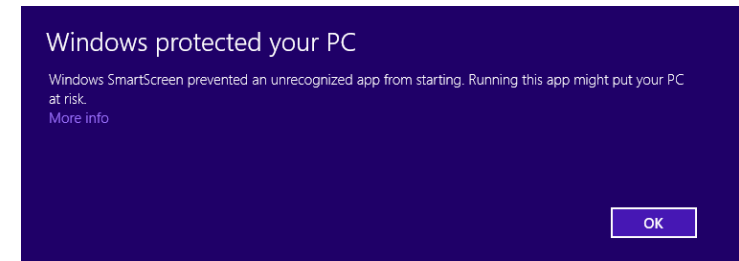 Windows protected your PC
Windows SmartScreen prevented an unrecognized app from starting. Running this app might put your PC
at risk.
More info
OK